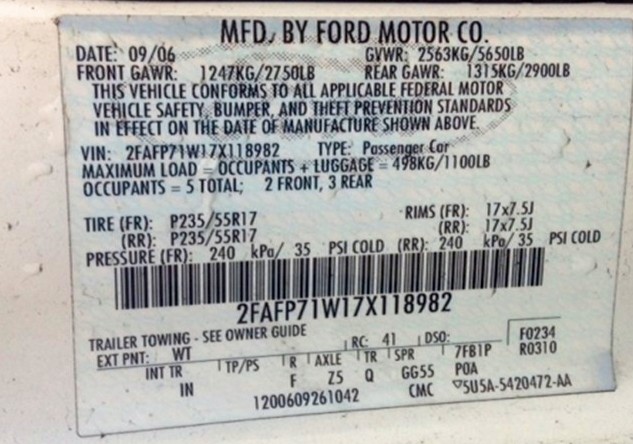 MFD. BY FORD MOTOR CO.
DATE: 09/06 GVWR: 2563KG/5650LB
FRONT GAWR: 1247KG/2750LB REAR GAWR: 1315KG/2900LB
THIS VEHICLE CONFORMS TO ALL APPLICABLE FEDERAL MOTOR
VEHICLE SAFETY, BUMPER, AND THEFT PREVENTION STANDARDS
IN EFFECT ON THE DATE OF MANUFACTURE SHOWN ABOVE.
VIN: 2FAFP71W17X118982 TYPE: Passenger Car
MAXIMUM LOAD = OCCUPANTS + LUGGAGE = 498KG/1100LB
OCCUPANTS = 5 TOTAL; 2 FRONT, 3 REAR
TIRE (FR): P235/55R17 RIMS (FR): 17x7.5J
(RR): P235/55R17 (RR): 17x7.5J
PRESSURE (FR): 240 kPa/ 35 PSI COLD (RR): 240 kPa/ 35 PSI COLD
2FAFP71W17X118982
TRAILER TOWING - SEE OWNER GUIDE
EXT PNT: WT RC: 41 DSO: F0234
INT TR TP/PS R AXLE TR SPR 7FB1P R0310
IN F Z5 Q GG55 POA
1200609261042 CMC 5U5A-5420472-AA